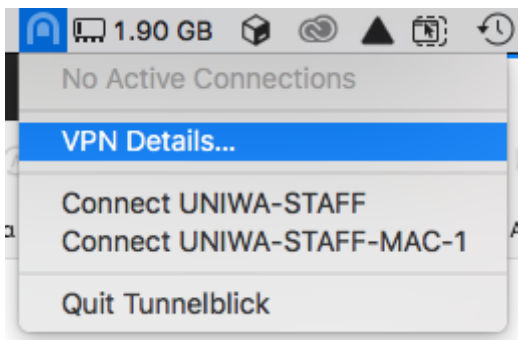 1.90 GB
No Active Connections
VPN Details...
Connect UNIWA-STAFF
Connect UNIWA-STAFF-MAC-1
Quit Tunnelblick